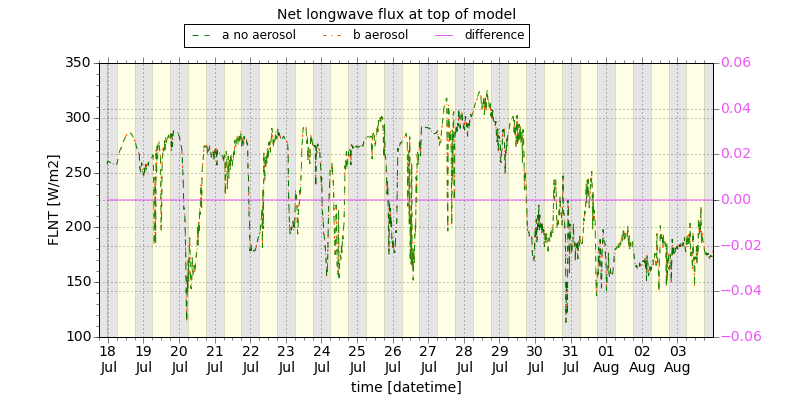 Net longwave flux at top of model
a no aerosol b aerosol difference
350 0.06
300 0.04
0.02
250
0.00
200
−0.02
150 −0.04
100 −0.06
FLNT [W/m2]
18 19 20 21 22 23 24 25 26 27 28 29 30 31 01 02 03
Jul Jul Jul Jul Jul Jul Jul Jul Jul Jul Jul Jul Jul Jul Aug Aug Aug
time [datetime]